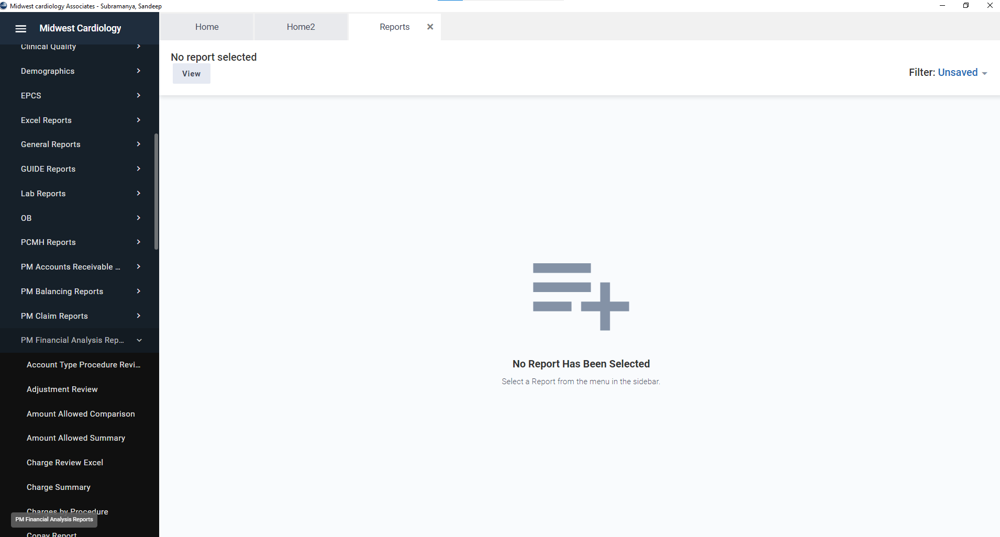 Midwest cardiology Associates - Subramanya, Sandeep
Midwest Cardiology
Home
Home2
Reports
Clinical Quality
Demographics
EPCS
Excel Reports
General Reports
GUIDE Reports
Lab Reports
OB
PCMH Reports
PM Accounts Receivable ...
PM Balancing Reports
PM Claim Reports
PM Financial Analysis Rep...
Account Type Procedure Revi...
Adjustment Review
Amount Allowed Comparison
Amount Allowed Summary
Charge Review Excel
Charge Summary
Charges by Procedure
PM Financial Analysis Reports
Copay Report
No report selected
View
Filter: Unsaved
No Report Has Been Selected
Select a Report from the menu in the sidebar.